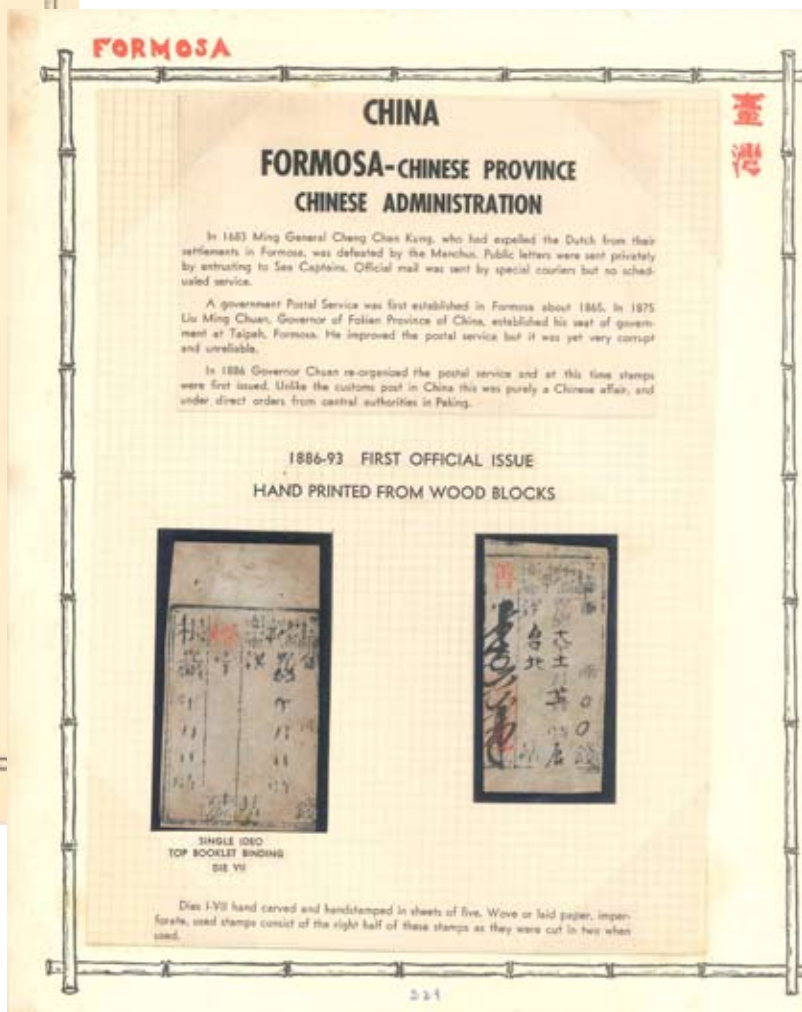 FORMOSA
臺灣
CHINA
FORMOSA-CHINESE PROVINCE
CHINESE ADMINISTRATION
In 1683 Ming General Cheng Chen Kung, who had expelled the Dutch from their
settlements in Formosa, was defeated by the Manchus. Public letters were sent privately
by entrusting to Sea Captains. Official mail was sent by special couriers but no sched-
ualed service.
A government Postal Service was first established in Formosa about 1865. In 1875
Liu Ming Chuan, Governor of Fokien Province of China, established his seat of govern-
ment at Taipeh, Formosa. He improved the postal service but it was yet very corrupt
and unreliable.
In 1886 Governor Chuan re-organized the postal service and at this time stamps
were first issued. Unlike the customs post in China this was purely a Chinese affair, and
under direct orders from central authorities in Peking.
1886-93 FIRST OFFICIAL ISSUE
HAND PRINTED FROM WOOD BLOCKS
台北
SINGLE IDEO
TOP BOOKLET BINDING
DIE VII
Dies I-VII hand carved and handstamped in sheets of five. Wove or laid paper, imper-
forate, used stamps consist of the right half of these stamps as they were cut in two when
used.